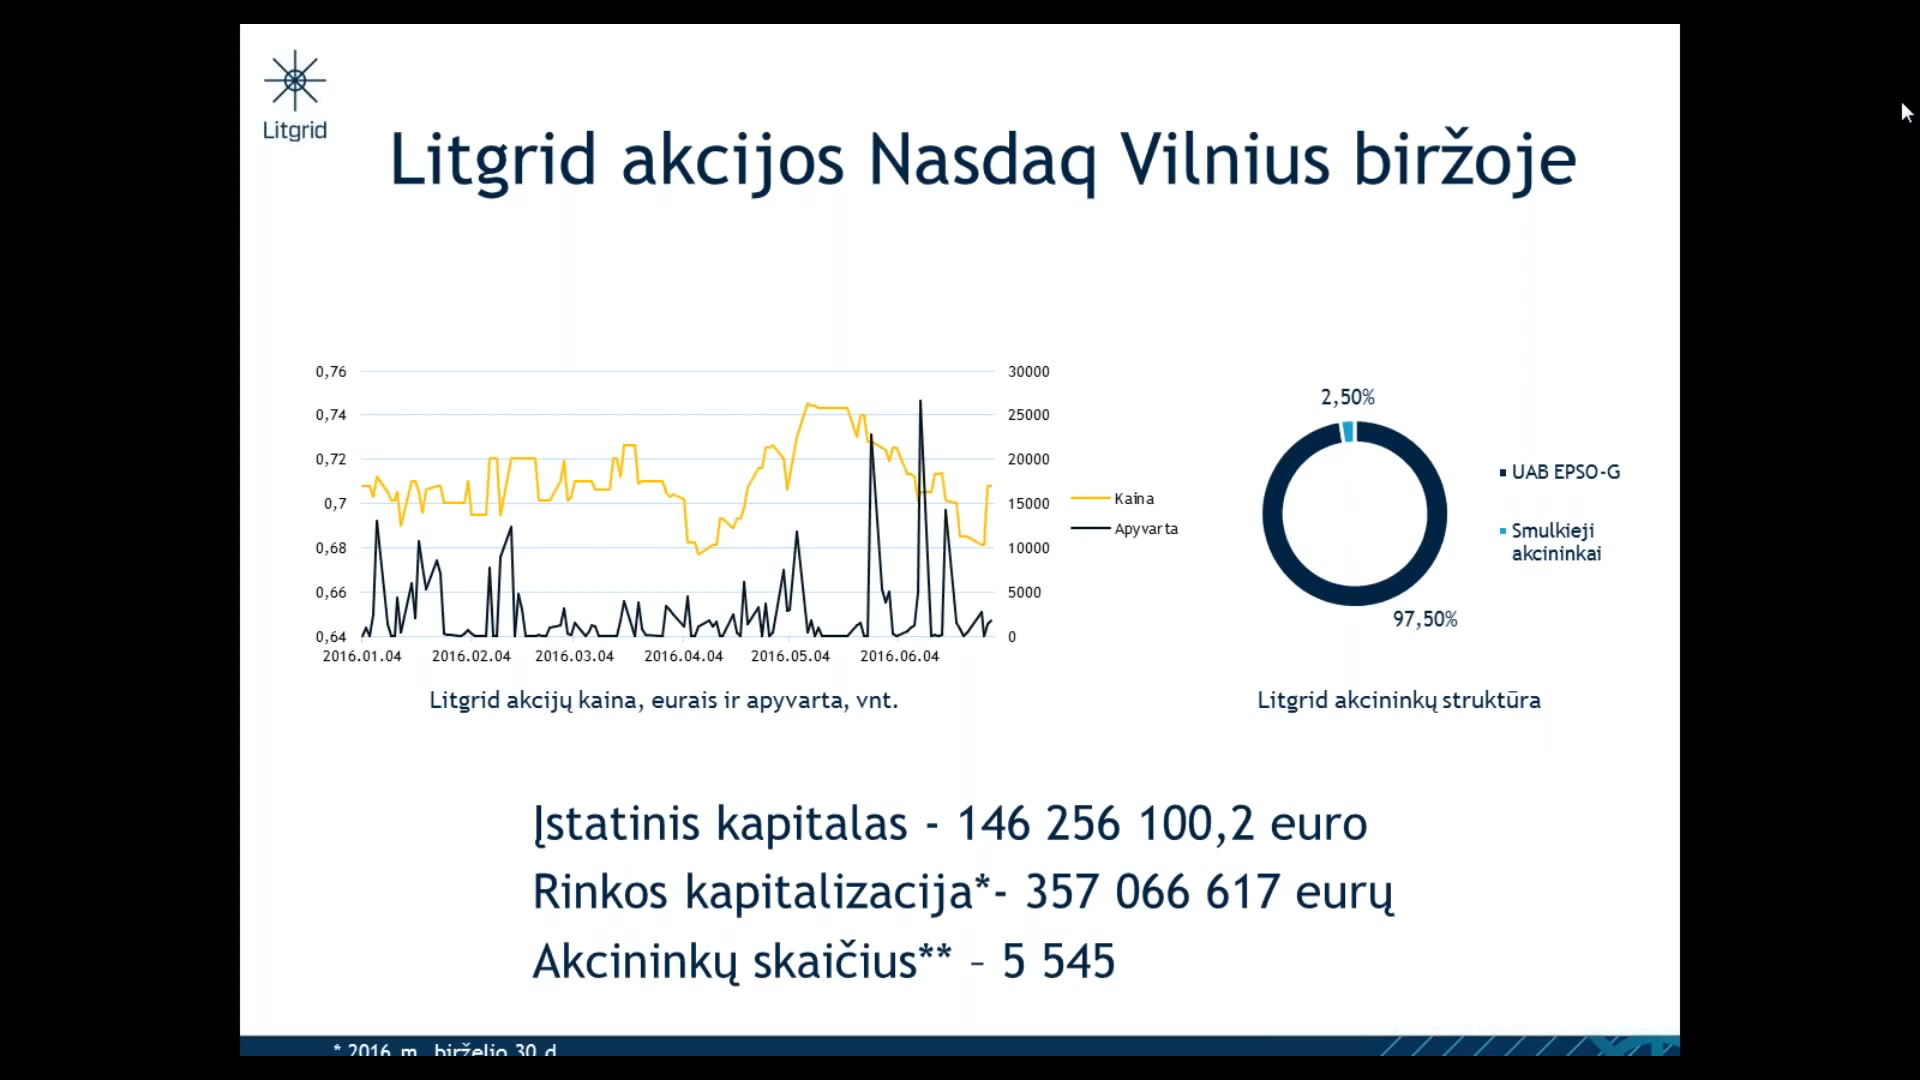 Litgrid
Litgrid akcijos Nasdaq Vilnius biržoje
0,76
0,74
0,72
0,7
0,68
0,66
0,64
30000
25000
20000
15000
10000
5000
0
2016.01.04 2016.02.04 2016.03.04 2016.04.04 2016.05.04 2016.06.04
Kaina
Apyvarta
Litgrid akcijų kaina, eurais ir apyvarta, vnt.
2,50%
97,50%
UAB EPSO-G
Smulkieji
akcininkai
Litgrid akcininkų struktūra
Įstatinis kapitalas - 146 256 100,2 euro
Rinkos kapitalizacija*- 357 066 617 eurų
Akcininkų skaičius** – 5 545
* 2016 m. birželio 30 d.